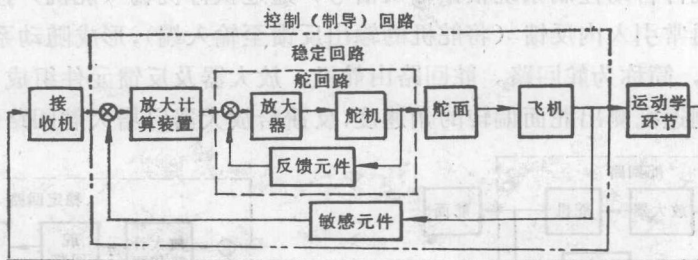 控制（制导）回路
稳定回路
舵回路
接收机
放大计算装置
放大器
舵机
舵面
飞机
运动学环节
反馈元件
敏感元件